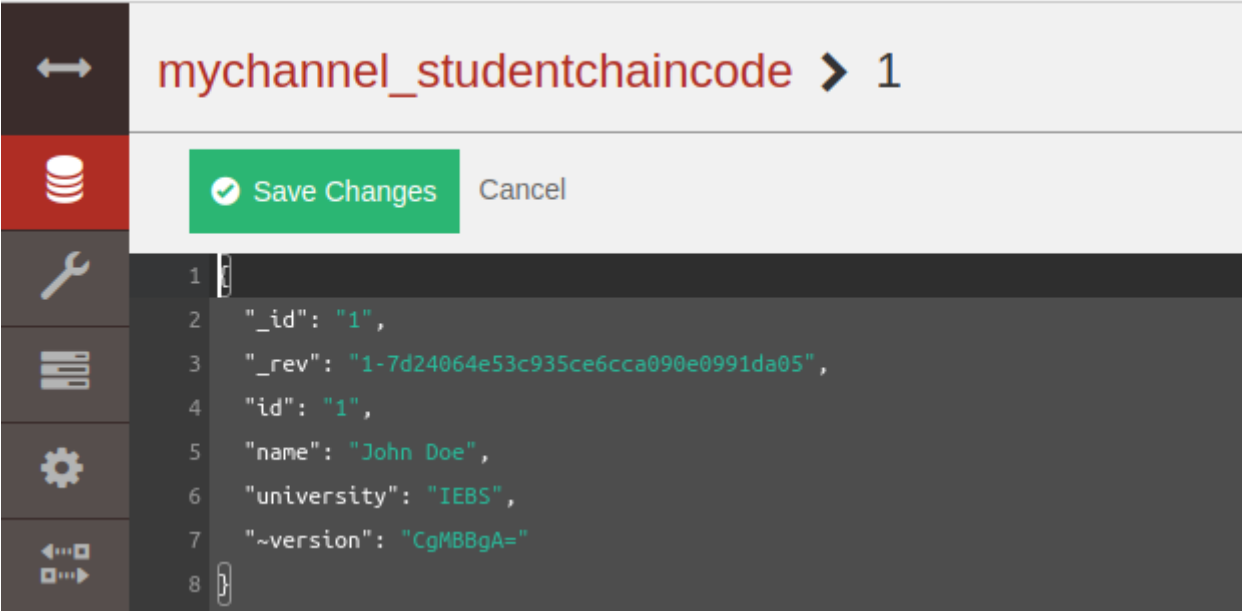 mychannel_studentchaincode > 1
Save Changes Cancel
1 {
2 "_id": "1",
3 "_rev": "1-7d24064e53c935ce6cca090e0991da05",
4 "id": "1",
5 "name": "John Doe",
6 "university": "IEBS",
7 "~version": "CgMBBgA="
8 }